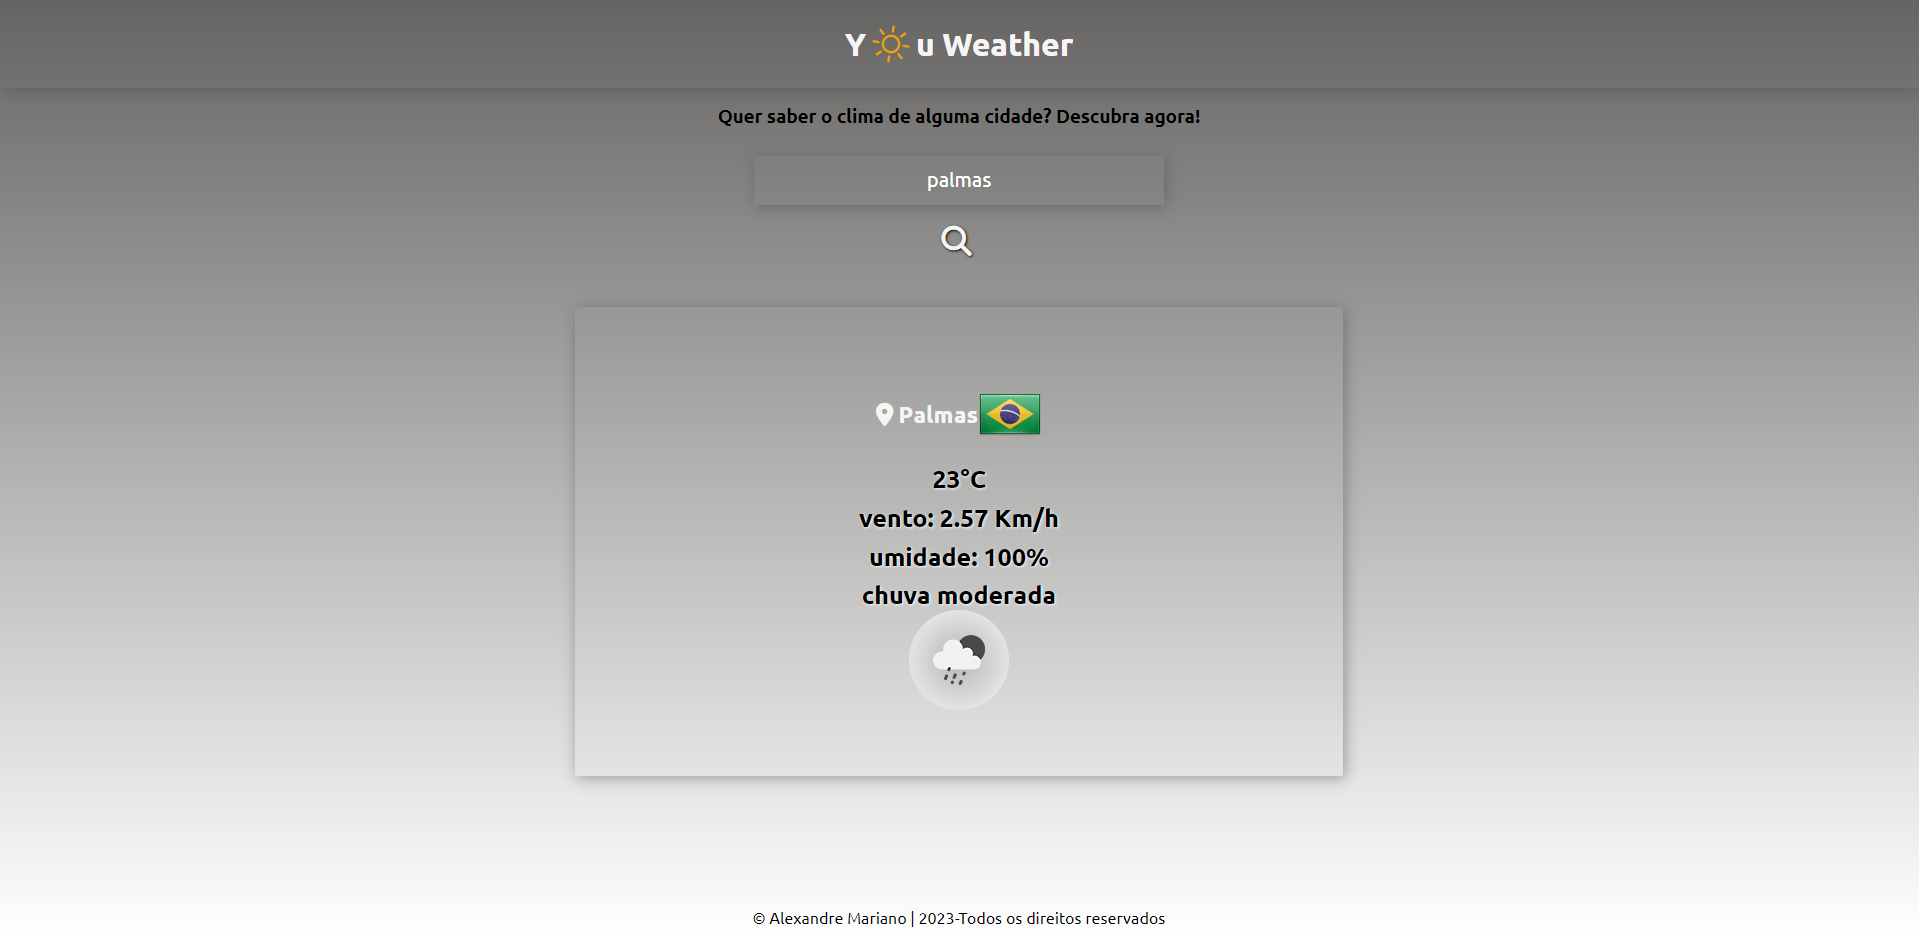 Y u Weather
Quer saber o clima de alguma cidade? Descubra agora!
palmas
Palmas
23°C
vento: 2.57 Km/h
umidade: 100%
chuva moderada
© Alexandre Mariano | 2023-Todos os direitos reservados